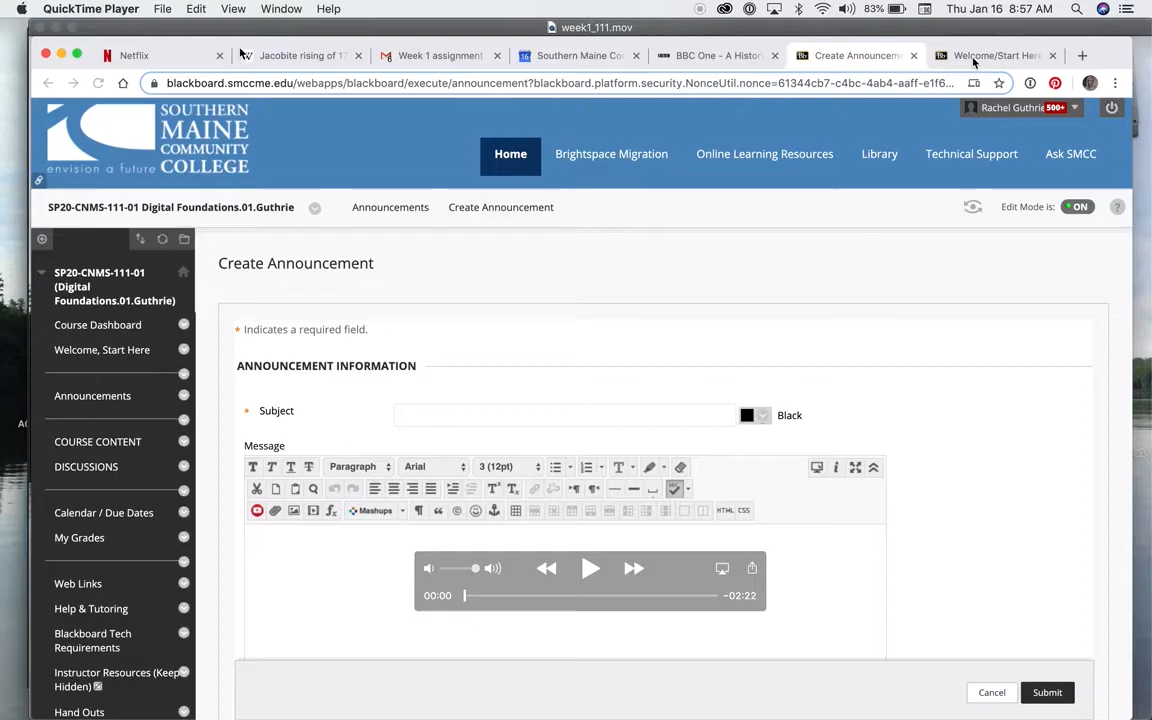 QuickTime Player File Edit View Window Help 83% Thu Jan 16 8:57 AM
week1_111.mov
Netflix Jacobite rising of 17 Week 1 assignment Southern Maine Co BBC One - A Histor Create Announceme Welcome/Start Here
blackboard.smccme.edu/webapps/blackboard/execute/announcement?blackboard.platform.security.NonceUtil.nonce=61344cb7-c4bc-4ab4-aaff-e1f6...
Rachel Guthrie 500+
SOUTHERN
MAINE
COMMUNITY
COLLEGE
envision a future
Home Brightspace Migration Online Learning Resources Library Technical Support Ask SMCC
SP20-CNMS-111-01 Digital Foundations.01.Guthrie Announcements Create Announcement Edit Mode is: ON ?
SP20-CNMS-111-01
(Digital
Foundations.01.Guthrie)
Course Dashboard
Welcome, Start Here
Announcements
COURSE CONTENT
DISCUSSIONS
Calendar / Due Dates
My Grades
Web Links
Help & Tutoring
Blackboard Tech
Requirements
Instructor Resources (Keep
Hidden)
Hand Outs
Create Announcement
* Indicates a required field.
ANNOUNCEMENT INFORMATION
* Subject Black
Message
T T T T Paragraph Arial 3 (12pt) T
Mashups HTML CSS
00:00 -02:22
Cancel Submit